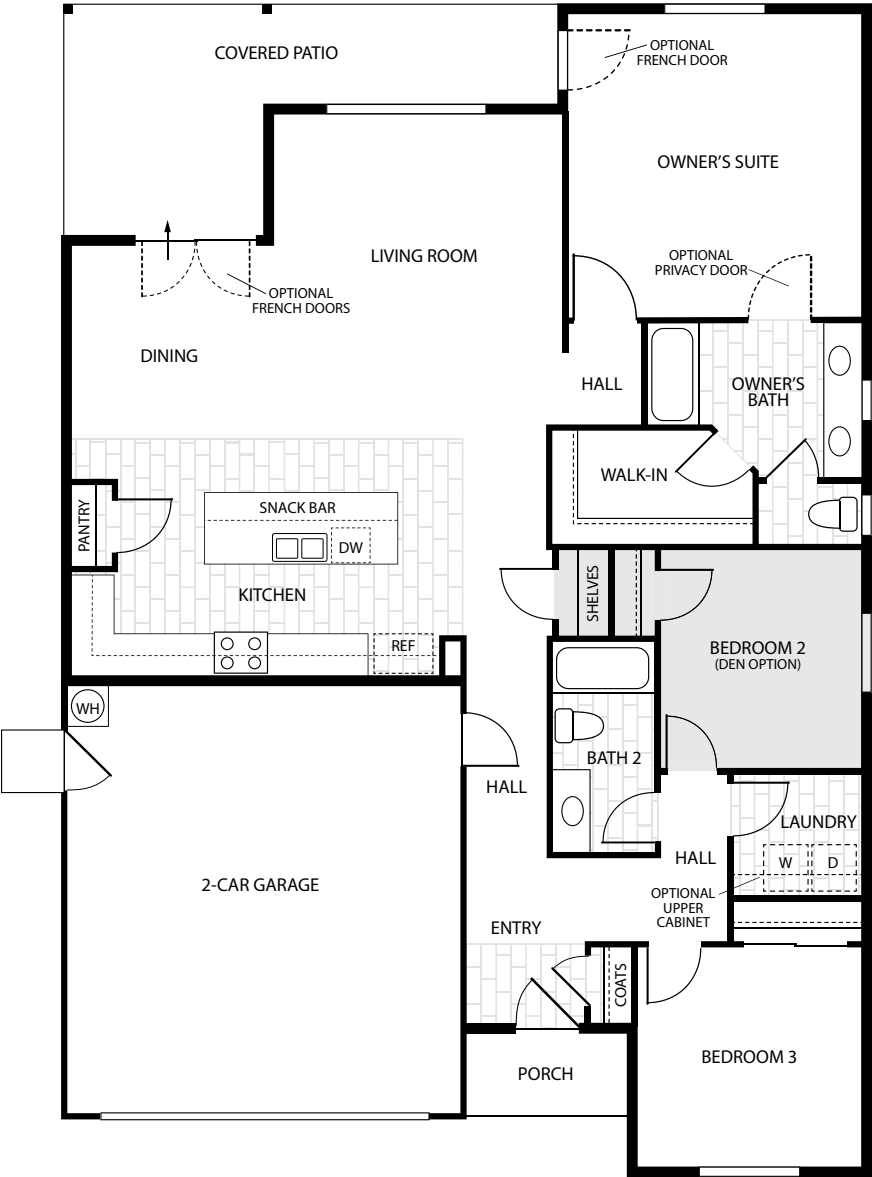 COVERED PATIO
OPTIONAL
FRENCH DOOR
OWNER'S SUITE
LIVING ROOM
OPTIONAL
PRIVACY DOOR
OPTIONAL
FRENCH DOORS
DINING
HALL
OWNER'S
BATH
WALK-IN
PANTRY
SNACK BAR
DW
KITCHEN
SHELVES
REF
BEDROOM 2
(DEN OPTION)
WH
BATH 2
HALL
LAUNDRY
W
D
HALL
2-CAR GARAGE
OPTIONAL
UPPER
CABINET
ENTRY
COATS
PORCH
BEDROOM 3